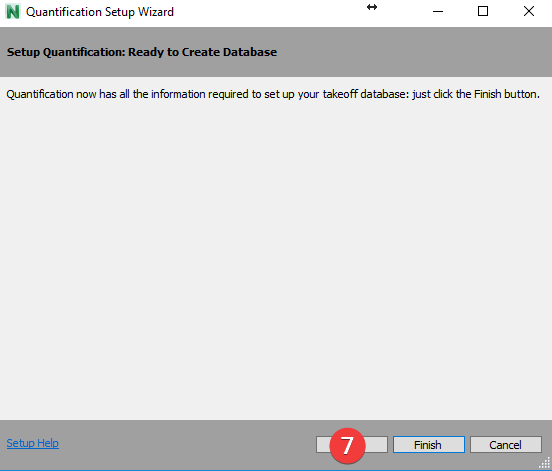 Quantification Setup Wizard
Setup Quantification: Ready to Create Database
Quantification now has all the information required to set up your takeoff database: just click the Finish button.
Setup Help
7
Finish
Cancel